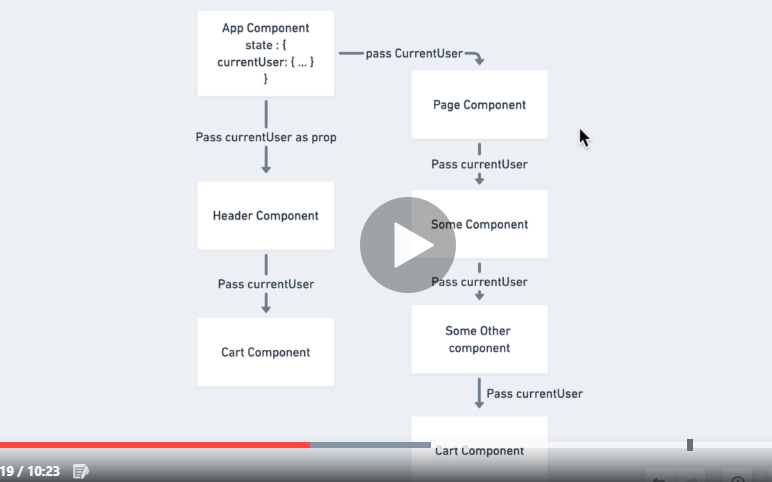 App Component
state : {
currentUser: { ... }
}
pass CurrentUser
Page Component
Pass currentUser as prop
Pass currentUser
Header Component
Some Component
Pass currentUser
Pass currentUser
Cart Component
Some Other
component
Pass currentUser
Cart Component
19 / 10:23